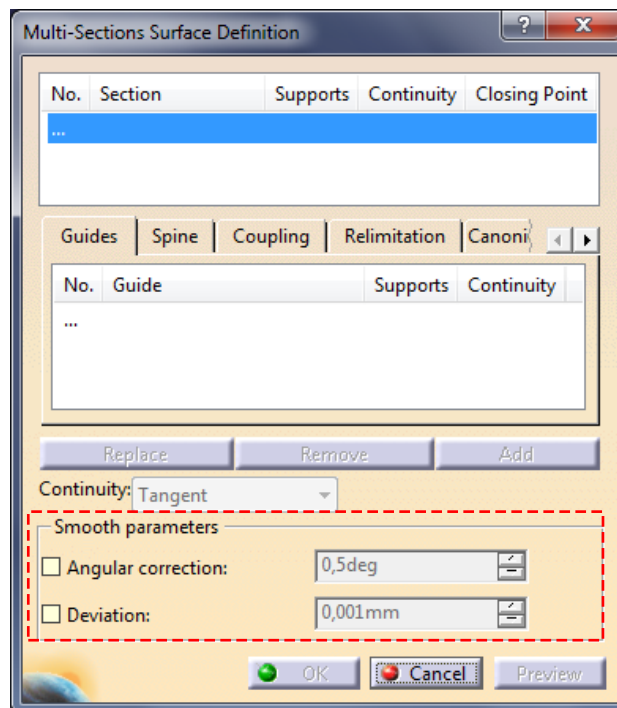 Multi-Sections Surface Definition ? X
No. Section Supports Continuity Closing Point
...
Guides Spine Coupling Relimitation Canoni
No. Guide Supports Continuity
...
Replace Remove Add
Continuity: Tangent
Smooth parameters
Angular correction: 0,5deg
Deviation: 0,001mm
OK Cancel Preview